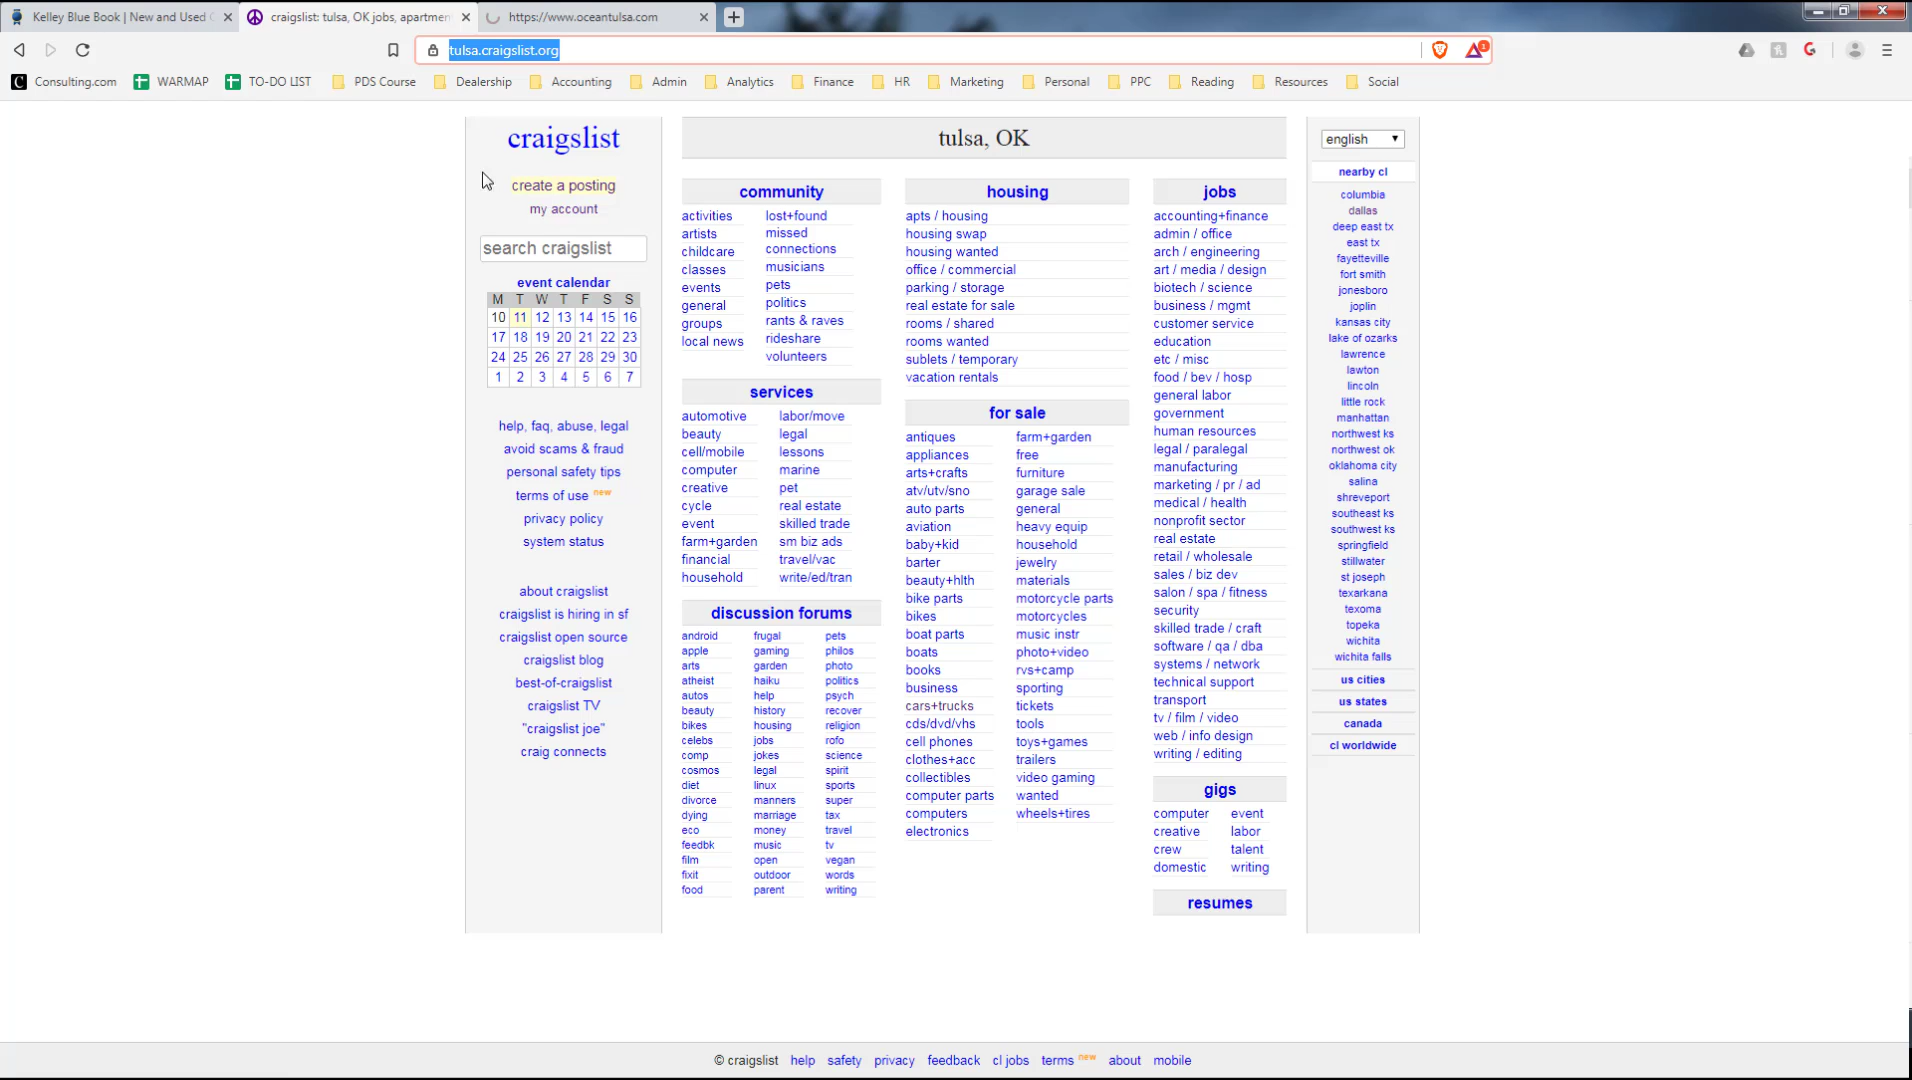 Kelley Blue Book | New and Used C
craigslist: tulsa, OK jobs, apartmen
https://www.oceantulsa.com
tulsa.craigslist.org
1
Consulting.com
WARMAP
TO-DO LIST
PDS Course
Dealership
Accounting
Admin
Analytics
Finance
HR
Marketing
Personal
PPC
Reading
Resources
Social
craigslist
create a posting
my account
search craigslist
event calendar
M T W T F S S
10 11 12 13 14 15 16
17 18 19 20 21 22 23
24 25 26 27 28 29 30
1 2 3 4 5 6 7
help, faq, abuse, legal
avoid scams & fraud
personal safety tips
terms of use new
privacy policy
system status
about craigslist
craigslist is hiring in sf
craigslist open source
craigslist blog
best-of-craigslist
craigslist TV
"craigslist joe"
craig connects
tulsa, OK
community
activities
artists
childcare
classes
events
general
groups
local news
lost+found
missed
connections
musicians
pets
politics
rants & raves
rideshare
volunteers
services
automotive
beauty
cell/mobile
computer
creative
cycle
event
farm+garden
financial
household
labor/move
legal
lessons
marine
pet
real estate
skilled trade
sm biz ads
travel/vac
write/ed/tran
discussion forums
android
apple
arts
atheist
autos
beauty
bikes
celebs
comp
cosmos
diet
divorce
dying
eco
feedbk
film
fixit
food
frugal
gaming
garden
haiku
help
history
housing
jobs
jokes
legal
linux
manners
marriage
money
music
open
outdoor
parent
pets
philos
photo
politics
psych
recover
religion
rofo
science
spirit
sports
super
tax
travel
tv
vegan
words
writing
housing
apts / housing
housing swap
housing wanted
office / commercial
parking / storage
real estate for sale
rooms / shared
rooms wanted
sublets / temporary
vacation rentals
for sale
antiques
appliances
arts+crafts
atv/utv/sno
auto parts
aviation
baby+kid
barter
beauty+hlth
bike parts
bikes
boat parts
boats
books
business
cars+trucks
cds/dvd/vhs
cell phones
clothes+acc
collectibles
computer parts
computers
electronics
farm+garden
free
furniture
garage sale
general
heavy equip
household
jewelry
materials
motorcycle parts
motorcycles
music instr
photo+video
rvs+camp
sporting
tickets
tools
toys+games
trailers
video gaming
wanted
wheels+tires
jobs
accounting+finance
admin / office
arch / engineering
art / media / design
biotech / science
business / mgmt
customer service
education
etc / misc
food / bev / hosp
general labor
government
human resources
legal / paralegal
manufacturing
marketing / pr / ad
medical / health
nonprofit sector
real estate
retail / wholesale
sales / biz dev
salon / spa / fitness
security
skilled trade / craft
software / qa / dba
systems / network
technical support
transport
tv / film / video
web / info design
writing / editing
gigs
computer
creative
crew
domestic
event
labor
talent
writing
resumes
english
nearby cl
columbia
dallas
deep east tx
east tx
fayetteville
fort smith
jonesboro
joplin
kansas city
lake of ozarks
lawrence
lawton
lincoln
little rock
manhattan
northwest ks
northwest ok
oklahoma city
salina
shreveport
southeast ks
southwest ks
springfield
stillwater
st joseph
texarkana
texoma
topeka
wichita
wichita falls
us cities
us states
canada
cl worldwide
© craigslist help safety privacy feedback cl jobs terms new about mobile